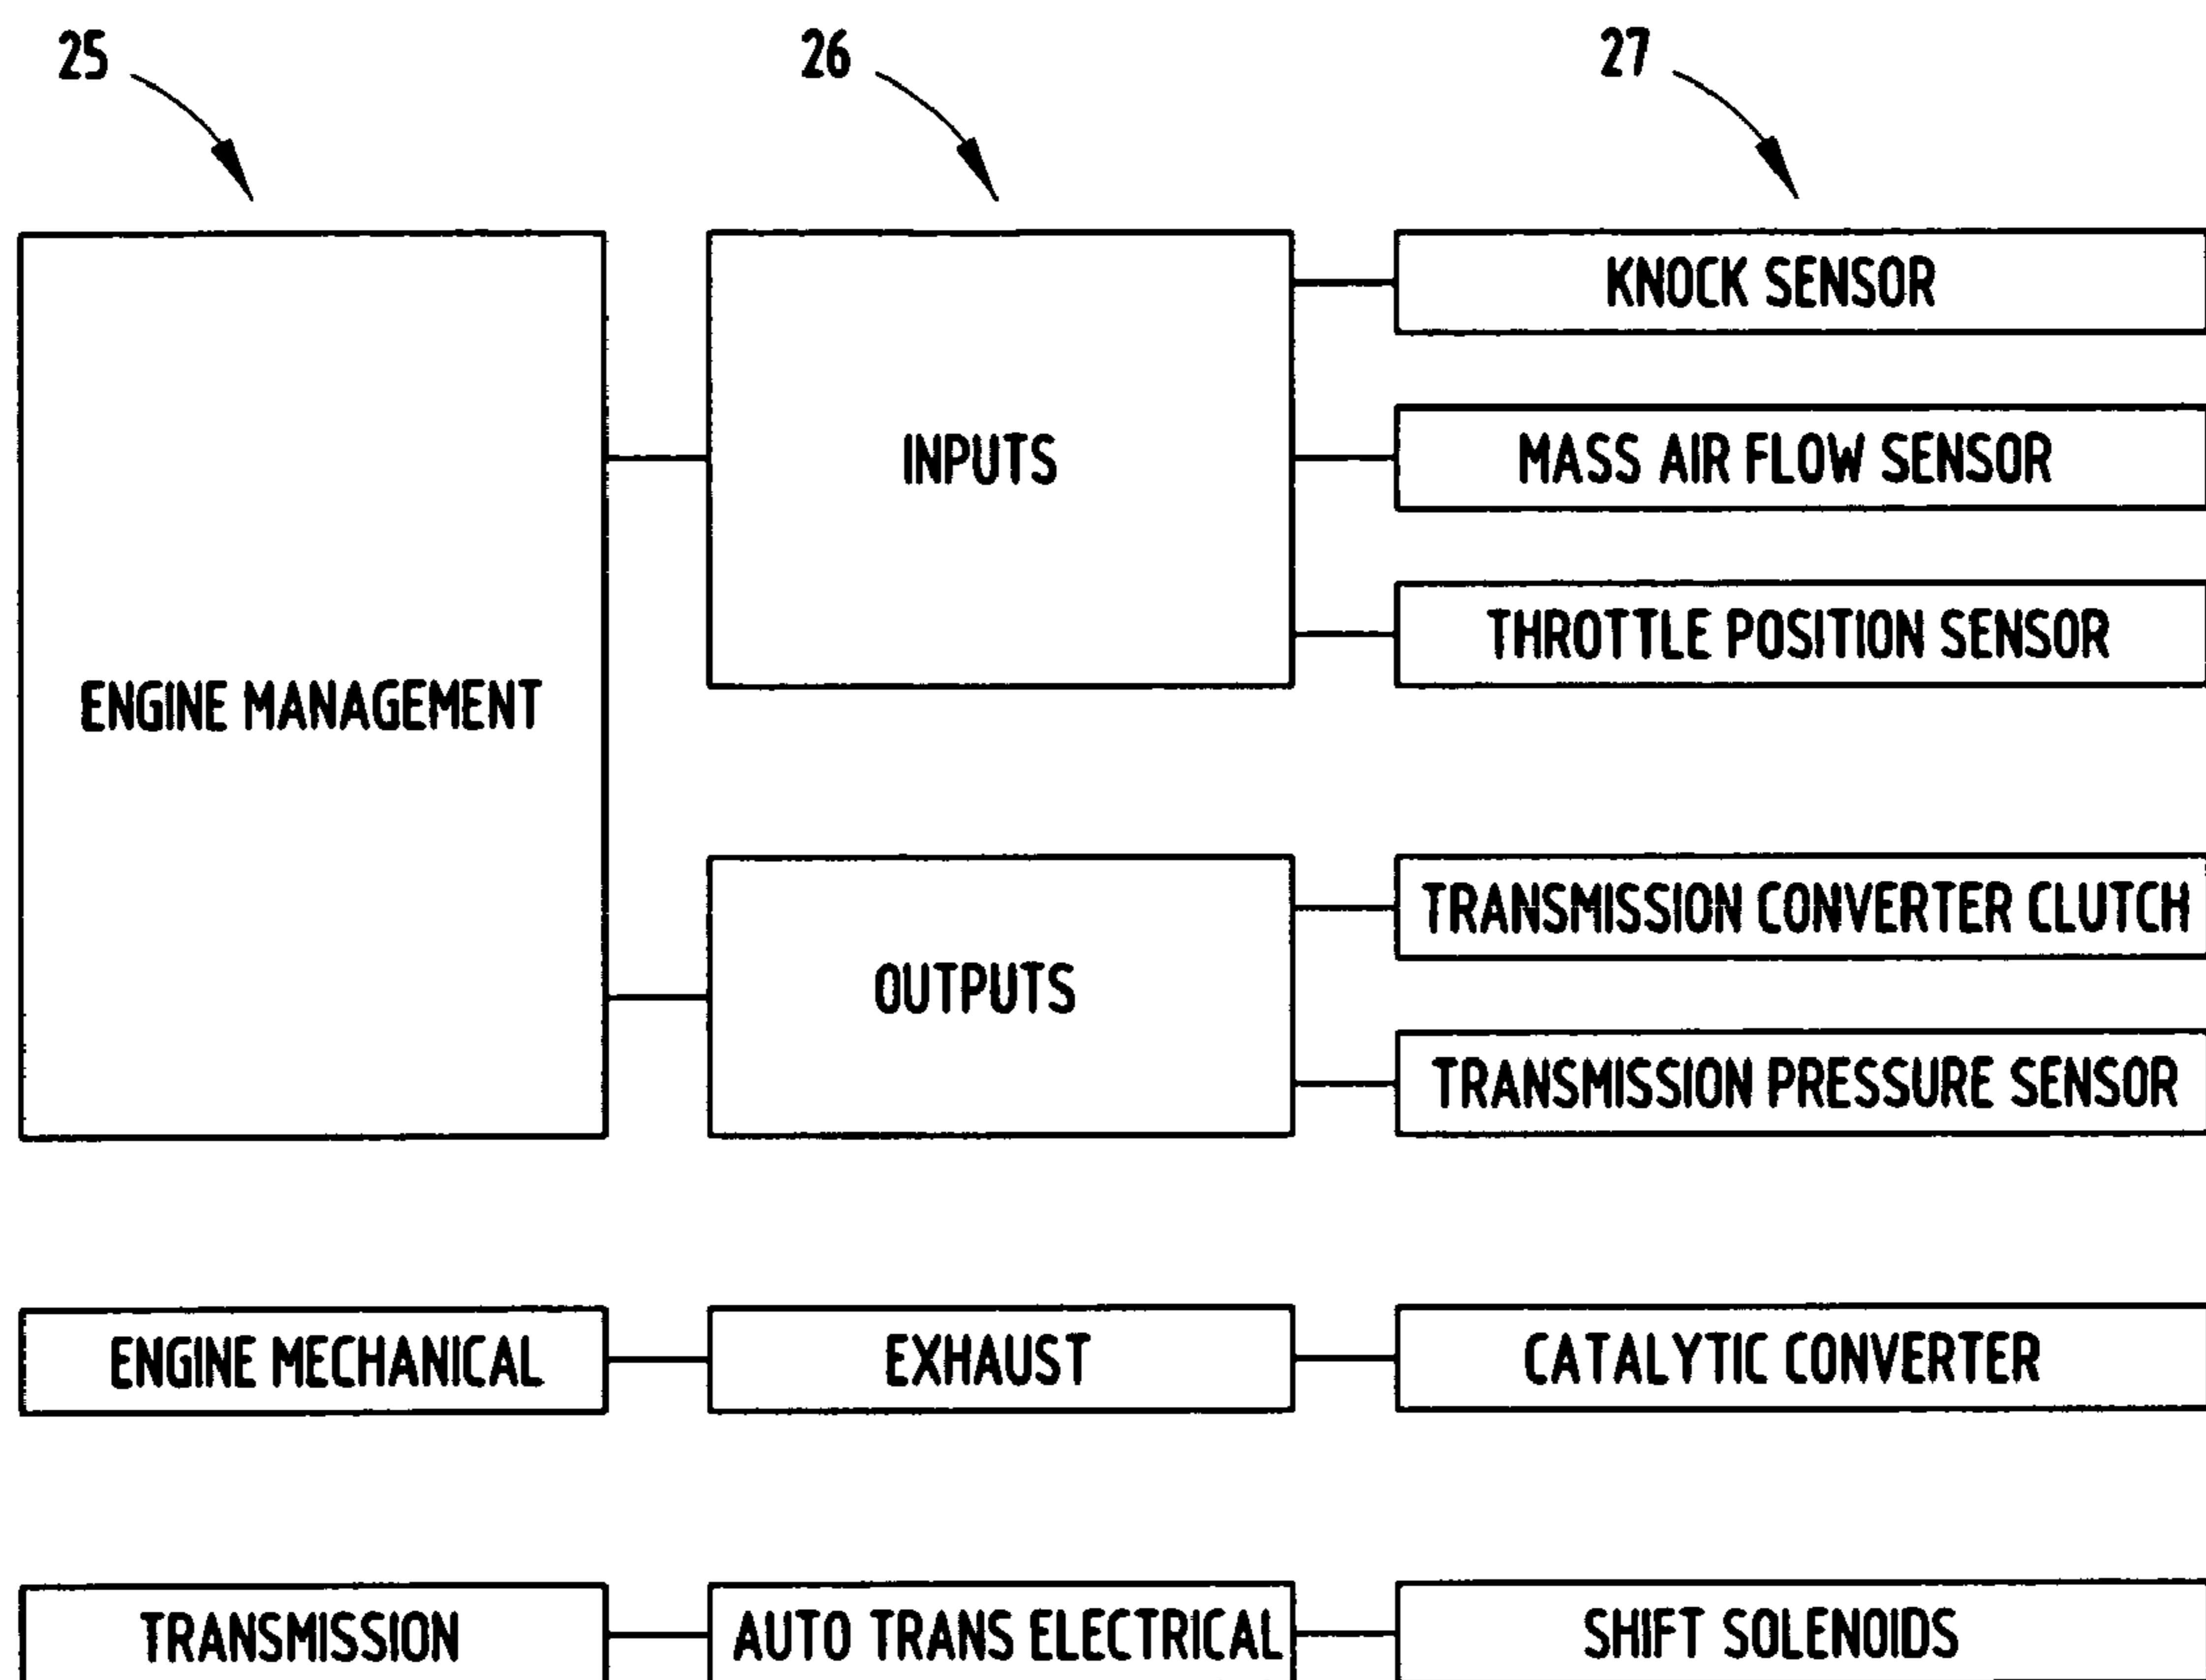 25
26
27
ENGINE MANAGEMENT
INPUTS
KNOCK SENSOR
MASS AIR FLOW SENSOR
THROTTLE POSITION SENSOR
OUTPUTS
TRANSMISSION CONVERTER CLUTCH
TRANSMISSION PRESSURE SENSOR
ENGINE MECHANICAL
EXHAUST
CATALYTIC CONVERTER
TRANSMISSION
AUTO TRANS ELECTRICAL
SHIFT SOLENOIDS